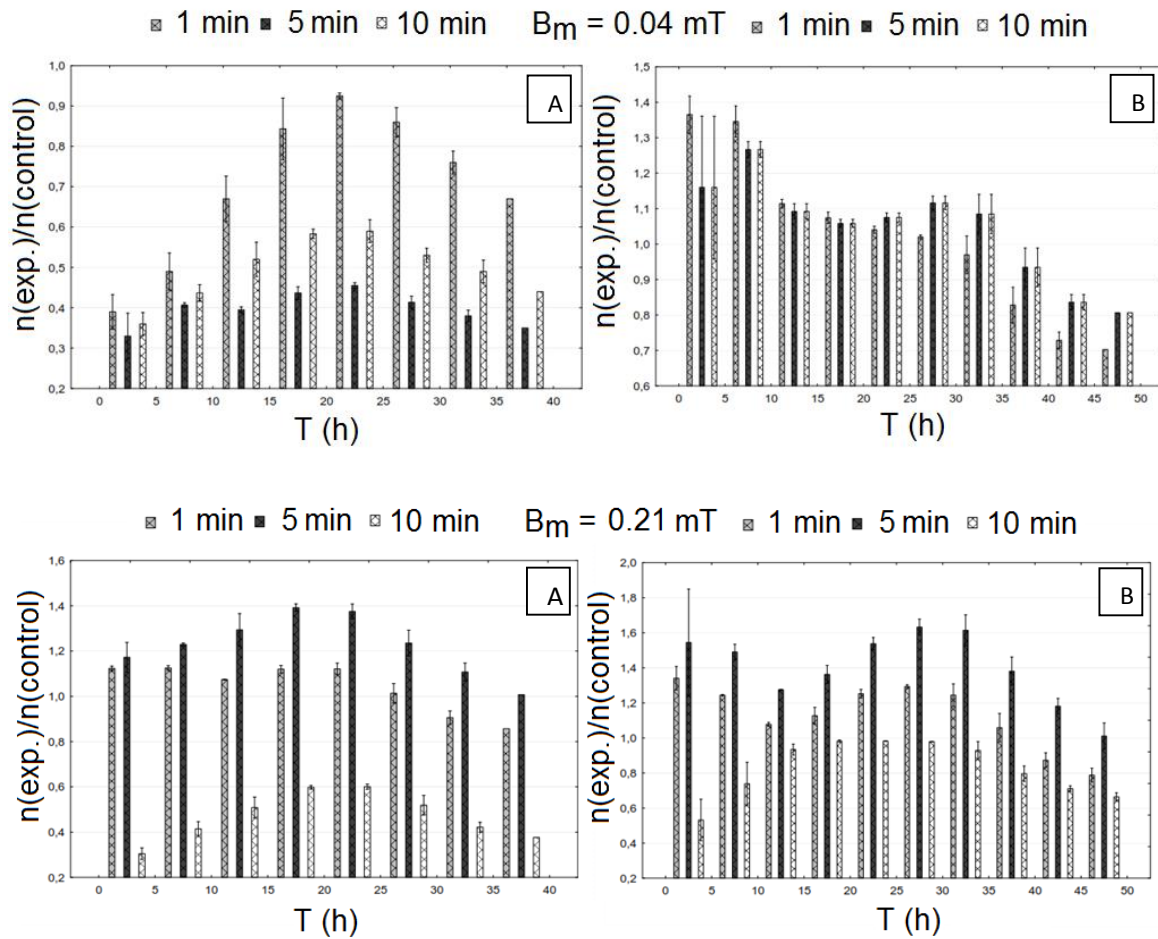 1 min 5 min 10 min B_m = 0.04 mT 1 min 5 min 10 min
n(exp.)/n(control)
1,0
0,9
0,8
0,7
0,6
0,5
0,4
0,3
0,2
A
0 5 10 15 20 25 30 35 40
T (h)
n(exp.)/n(control)
1,5
1,4
1,3
1,2
1,1
1,0
0,9
0,8
0,7
0,6
B
0 5 10 15 20 25 30 35 40 45 50
T (h)
1 min 5 min 10 min B_m = 0.21 mT 1 min 5 min 10 min
n(exp.)/n(control)
1,6
1,4
1,2
1,0
0,8
0,6
0,4
0,2
A
0 5 10 15 20 25 30 35 40
T (h)
n(exp.)/n(control)
2,0
1,8
1,6
1,4
1,2
1,0
0,8
0,6
0,4
0,2
B
0 5 10 15 20 25 30 35 40 45 50
T (h)